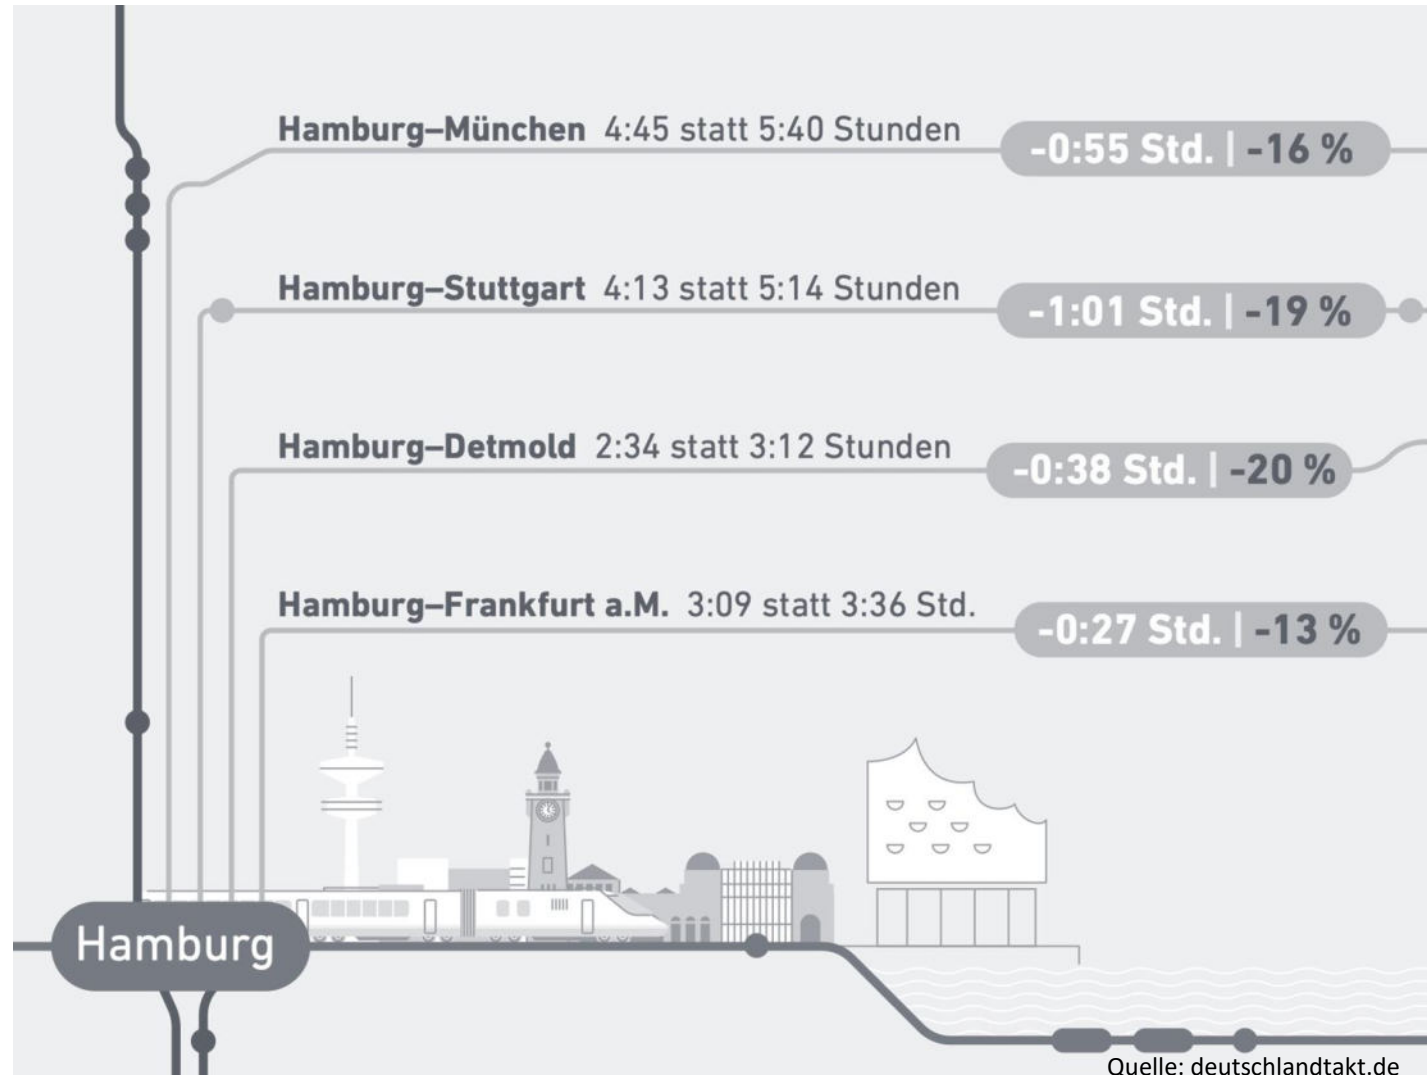 Hamburg–München 4:45 statt 5:40 Stunden
-0:55 Std. | -16 %
Hamburg–Stuttgart 4:13 statt 5:14 Stunden
-1:01 Std. | -19 %
Hamburg–Detmold 2:34 statt 3:12 Stunden
-0:38 Std. | -20 %
Hamburg–Frankfurt a.M. 3:09 statt 3:36 Std.
-0:27 Std. | -13 %
Hamburg
Quelle: deutschlandtakt.de